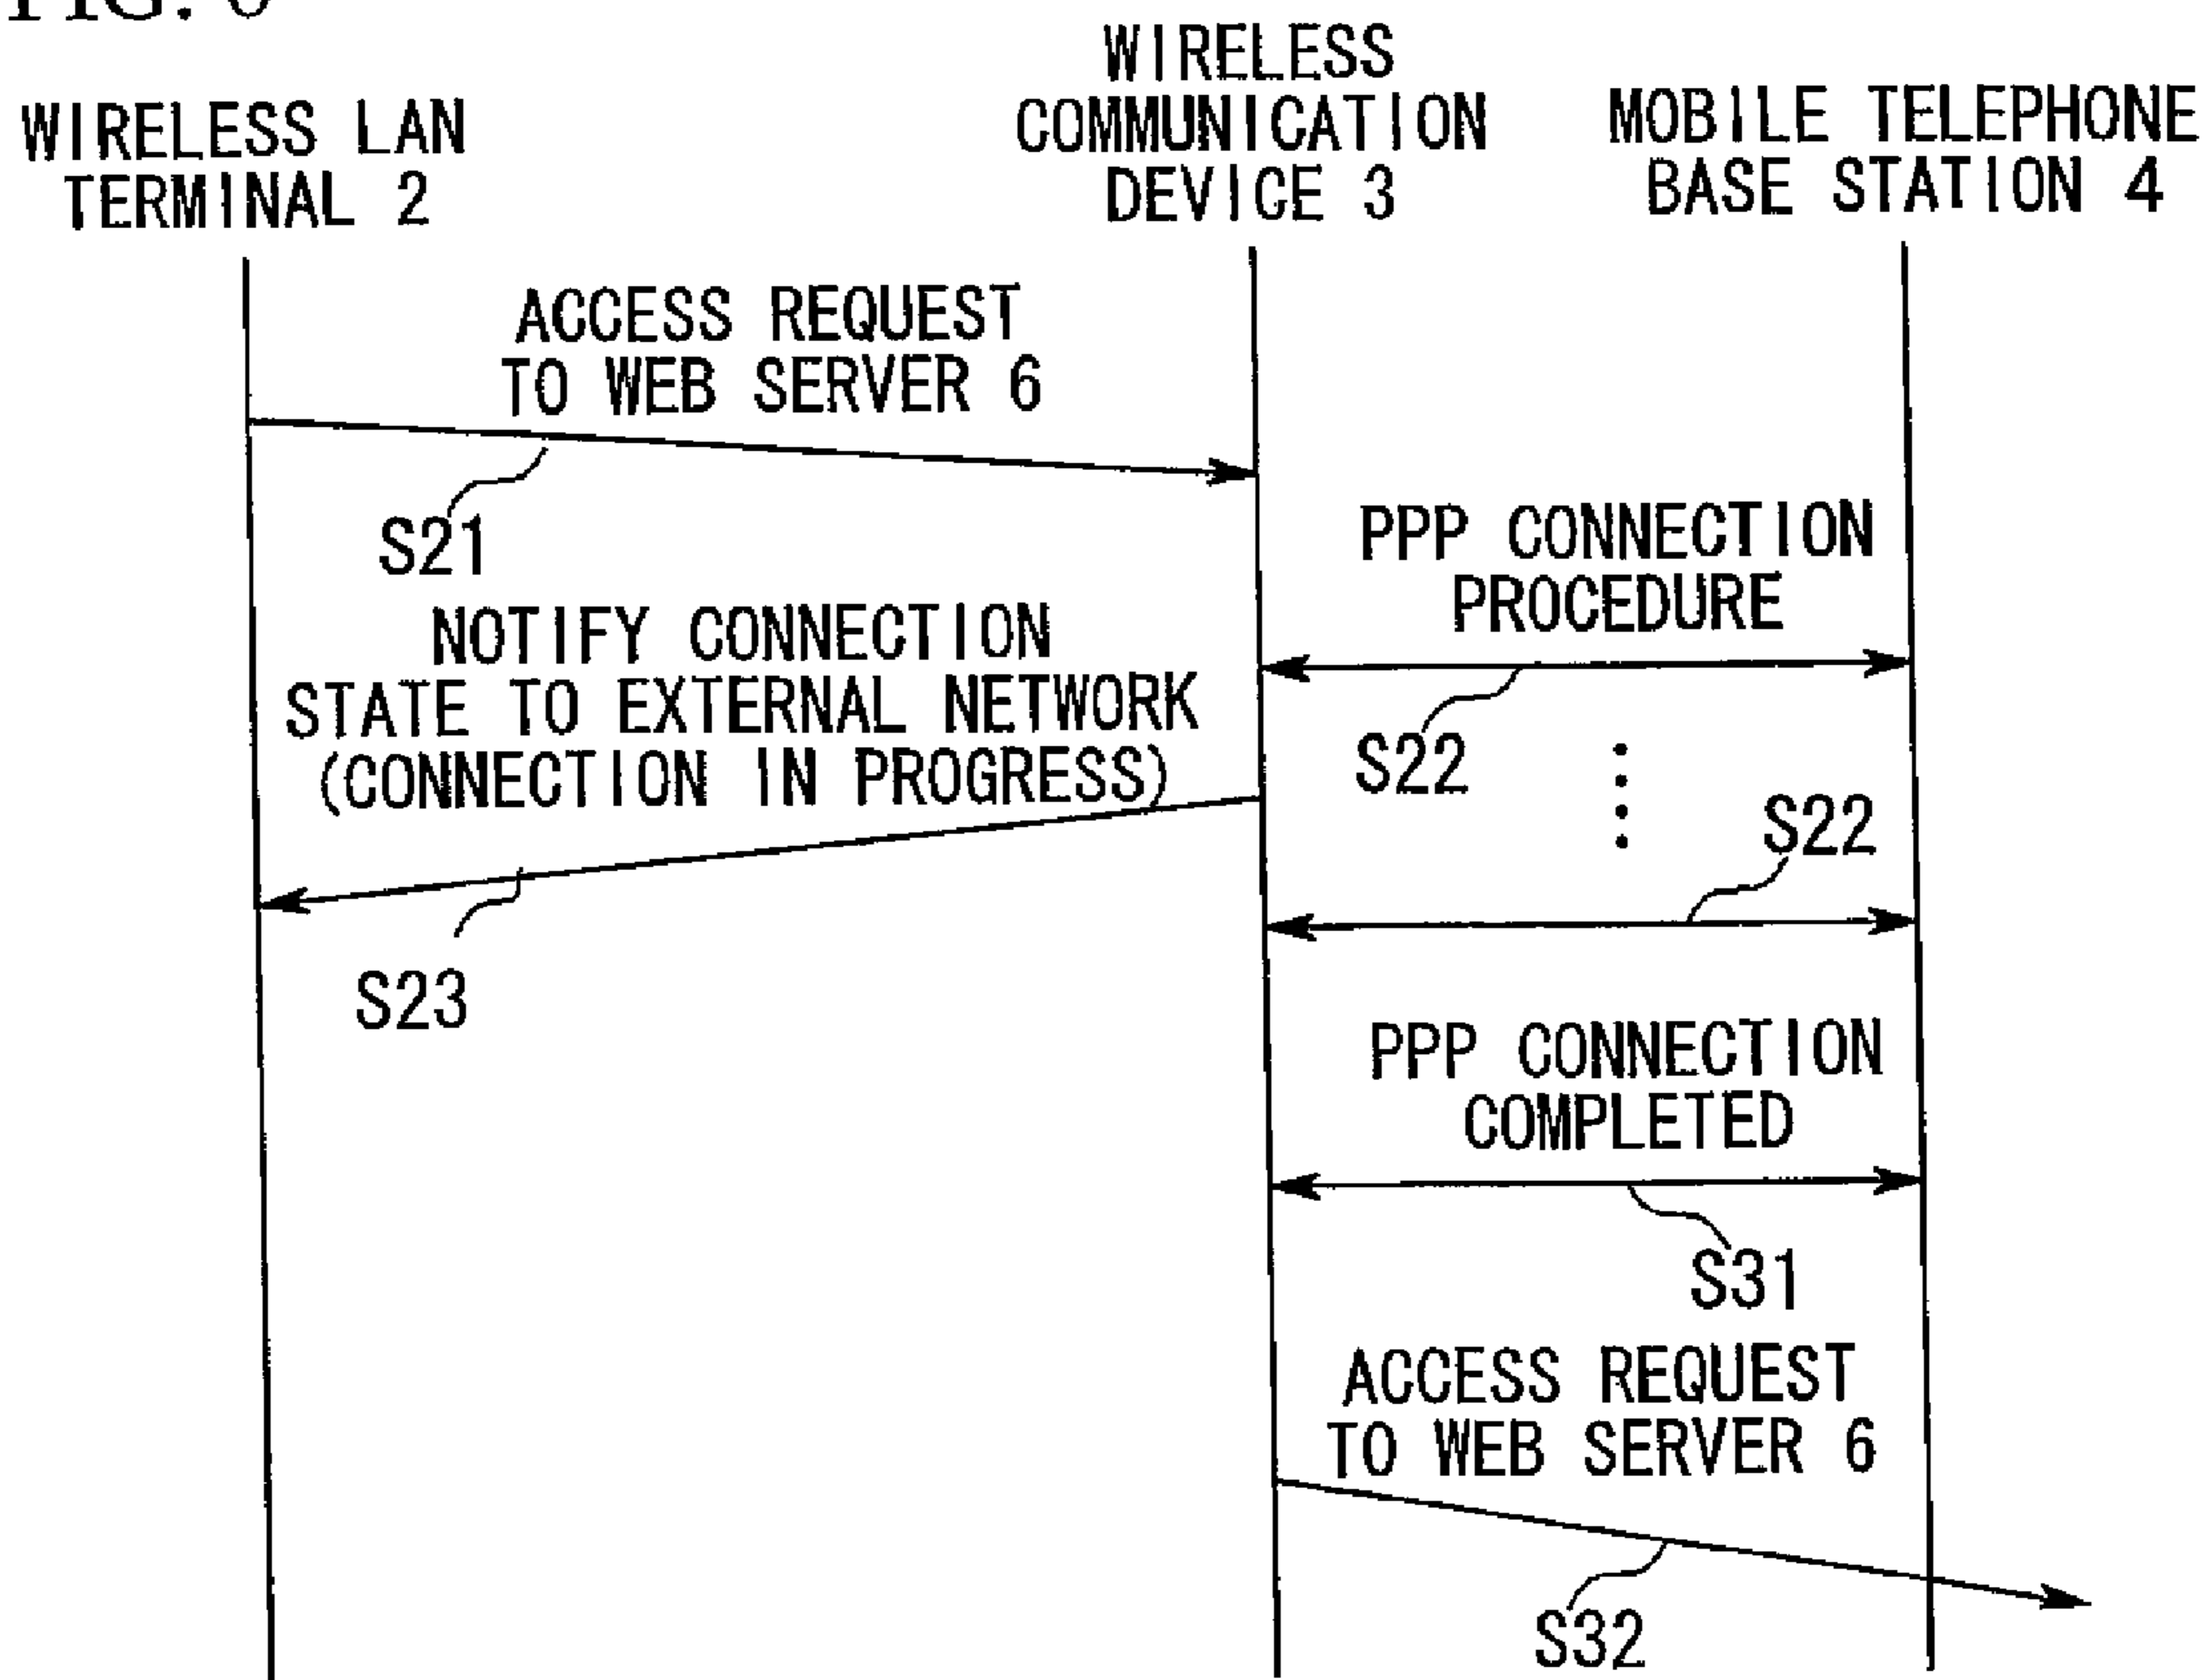 WIRELESS LAN
TERMINAL 2
WIRELESS
COMMUNICATION
DEVICE 3
MOBILE TELEPHONE
BASE STATION 4
ACCESS REQUEST
TO WEB SERVER 6
S21
PPP CONNECTION
PROCEDURE
S22
NOTIFY CONNECTION
STATE TO EXTERNAL NETWORK
(CONNECTION IN PROGRESS)
S22
S23
PPP CONNECTION
COMPLETED
S31
ACCESS REQUEST
TO WEB SERVER 6
S32